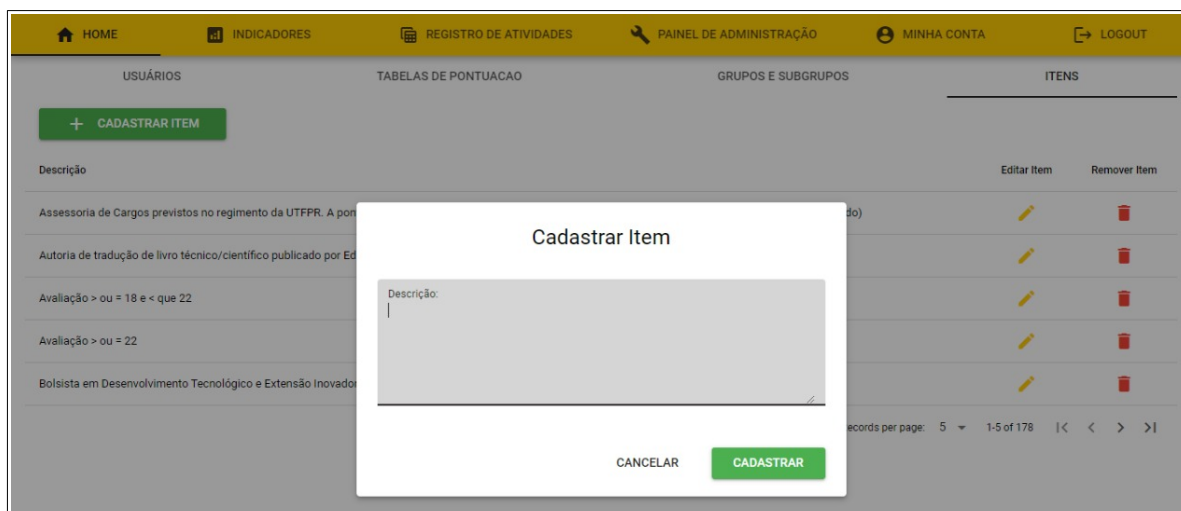 HOME INDICADORES REGISTRO DE ATIVIDADES PAINEL DE ADMINISTRAÇÃO MINHA CONTA LOGOUT
USUÁRIOS TABELAS DE PONTUACAO GRUPOS E SUBGRUPOS ITENS
+ CADASTRAR ITEM
Descrição Editar Item Remover Item
Assessoria de Cargos previstos no regimento da UTFPR. A pon do)
Autoria de tradução de livro técnico/científico publicado por Ed
Avaliação > ou = 18 e < que 22
Avaliação > ou = 22
Bolsista em Desenvolvimento Tecnológico e Extensão Inovador
ecords per page: 5 1-5 of 178
Cadastrar Item
Descrição:
CANCELAR CADASTRAR